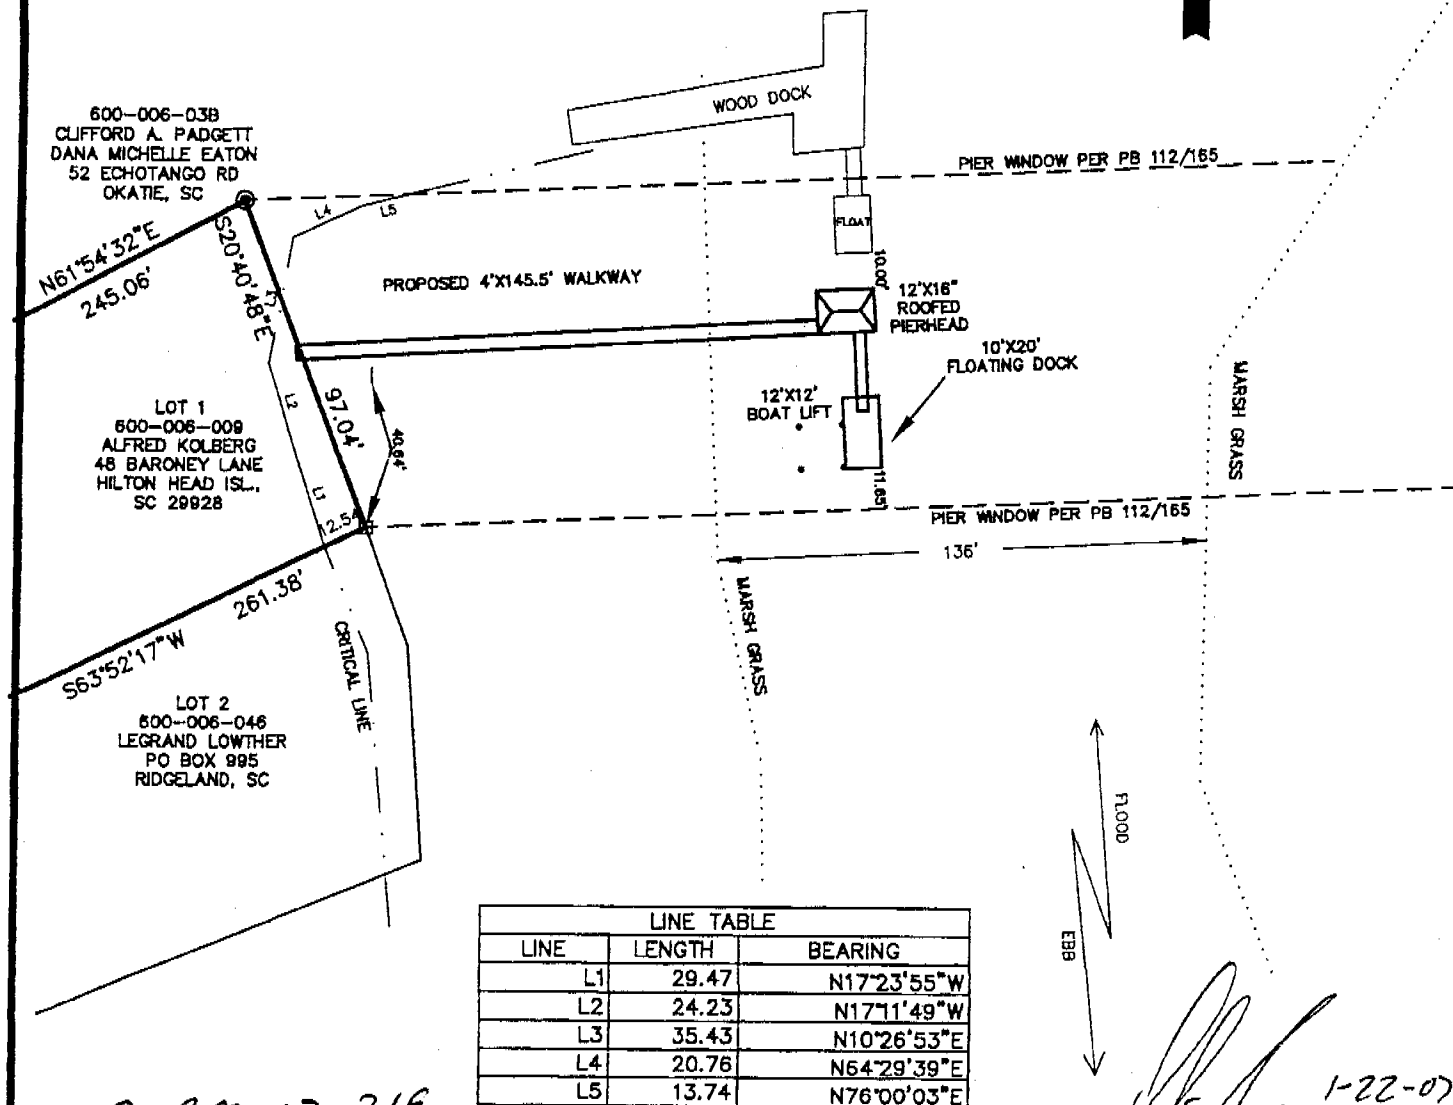 WOOD DOCK
600-006-03B
CLIFFORD A. PADGETT
DANA MICHELLE EATON
52 ECHOTANGO RD
OKATIE, SC
PIER WINDOW PER PB 112/165
L4
L5
FLOAT
N61°54'32"E
245.06'
S20°40'48"E
L3
PROPOSED 4'X145.5' WALKWAY
10.00'
12'X16"
ROOFED
PIERHEAD
10'X20'
FLOATING DOCK
12'X12'
BOAT LIFT
MARSH GRASS
L2
97.04'
40.64'
LOT 1
600-006-009
ALFRED KOLBERG
46 BARONEY LANE
HILTON HEAD ISL.,
SC 29928
L1
12.54
11.65
PIER WINDOW PER PB 112/165
136'
261.38'
S63°52'17"W
CRITICAL LINE
MARSH GRASS
LOT 2
600-006-046
LEGRAND LOWTHER
PO BOX 995
RIDGELAND, SC
FLOOD
EBB
LINE TABLE
LINE LENGTH BEARING
L1 29.47 N17°23'55"W
L2 24.23 N17°11'49"W
L3 35.43 N10°26'53"E
L4 20.76 N64°29'39"E
L5 13.74 N76°00'03"E
1-22-07